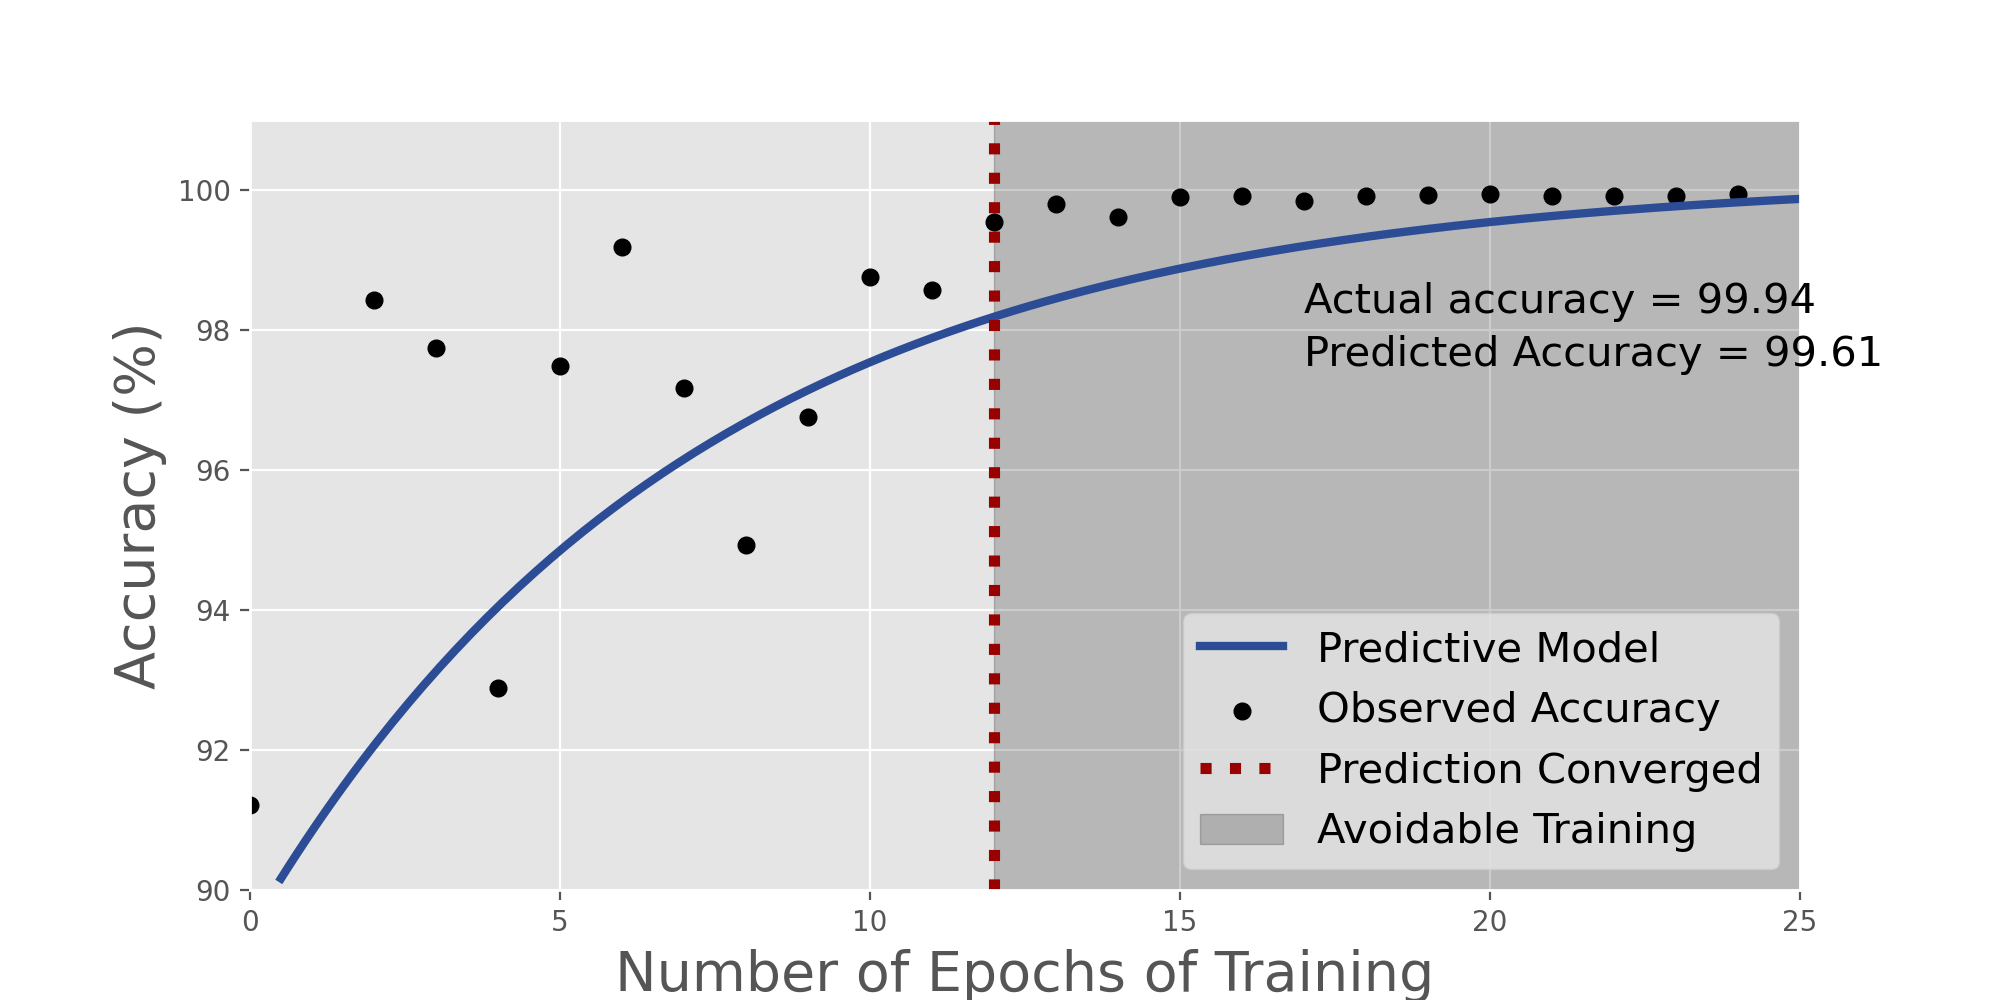 100
98
96
94
92
90
0 5 10 15 20 25
Accuracy (%)
Number of Epochs of Training
Actual accuracy = 99.94
Predicted Accuracy = 99.61
Predictive Model
Observed Accuracy
Prediction Converged
Avoidable Training